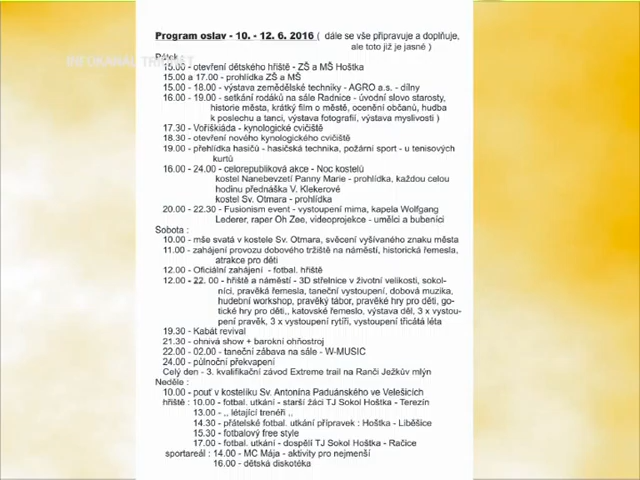 Program oslav - 10. - 12. 6. 2016 ( dále se vše připravuje a doplňuje,
ale toto již je jasné )
Pátek
15.00 - otevření dětského hřiště - ZŠ a MŠ Hoštka
15.00 a 17.00 - prohlídka ZŠ a MŠ
15.00 - 18.00 - výstava zemědělské techniky - AGRO a.s. - dílny
16.00 - 19.00 - setkání rodáků na sále Radnice - úvodní slovo starosty,
historie města, krátký film o městě, ocenění občanů, hudba
k poslechu a tanci, výstava fotografií, výstava myslivosti )
17.30 - Voříškiáda - kynologické cvičiště
18.30 - otevření nového kynologického cvičiště
19.00 - přehlídka hasičů - hasičská technika, požární sport - u tenisových
kurtů
16.00 - 24.00 - celorepubliková akce - Noc kostelů
kostel Nanebevzetí Panny Marie - prohlídka, každou celou
hodinu přednáška V. Klekerové
kostel Sv. Otmara - prohlídka
20.00 - 22.30 - Fusionism event - vystoupení mima, kapela Wolfgang
Lederer, raper Oh Zee, videoprojekce - umělci a bubeníci
Sobota :
10.00 - mše svatá v kostele Sv. Otmara, svěcení vyšívaného znaku města
11.00 - zahájení provozu dobového tržiště na náměstí, historická řemesla,
atrakce pro děti
12.00 - Oficiální zahájení - fotbal. hřiště
12.00 - 22. 00 - hřiště a náměstí - 3D střelnice v životní velikosti, sokol-
níci, pravěká řemesla, taneční vystoupení, dobová muzika,
hudební workshop, pravěký tábor, pravěké hry pro děti, go-
tické hry pro děti,, katovské řemeslo, výstava děl, 3 x vystou-
pení pravěk, 3 x vystoupení rytíři, vystoupení třicátá léta
19.30 - Kabát revival
21.30 - ohnivá show + barokní ohňostroj
22.00 - 02.00 - taneční zábava na sále - W-MUSIC
24.00 - půlnoční překvapení
Celý den - 3. kvalifikační závod Extreme trail na Ranči Ježkův mlýn
Neděle :
10.00 - pouť v kostelíku Sv. Antonína Paduánského ve Velešicích
hřiště : 10.00 - fotbal. utkání - starší žáci TJ Sokol Hoštka - Terezín
13.00 - ,, létající trenéři ,,
14.30 - přátelské fotbal. utkání přípravek : Hoštka - Liběšice
15.30 - fotbalový free style
17.00 - fotbal. utkání - dospělí TJ Sokol Hoštka - Račice
sportareál : 14.00 - MC Mája - aktivity pro nejmenší
16.00 - dětská diskotéka